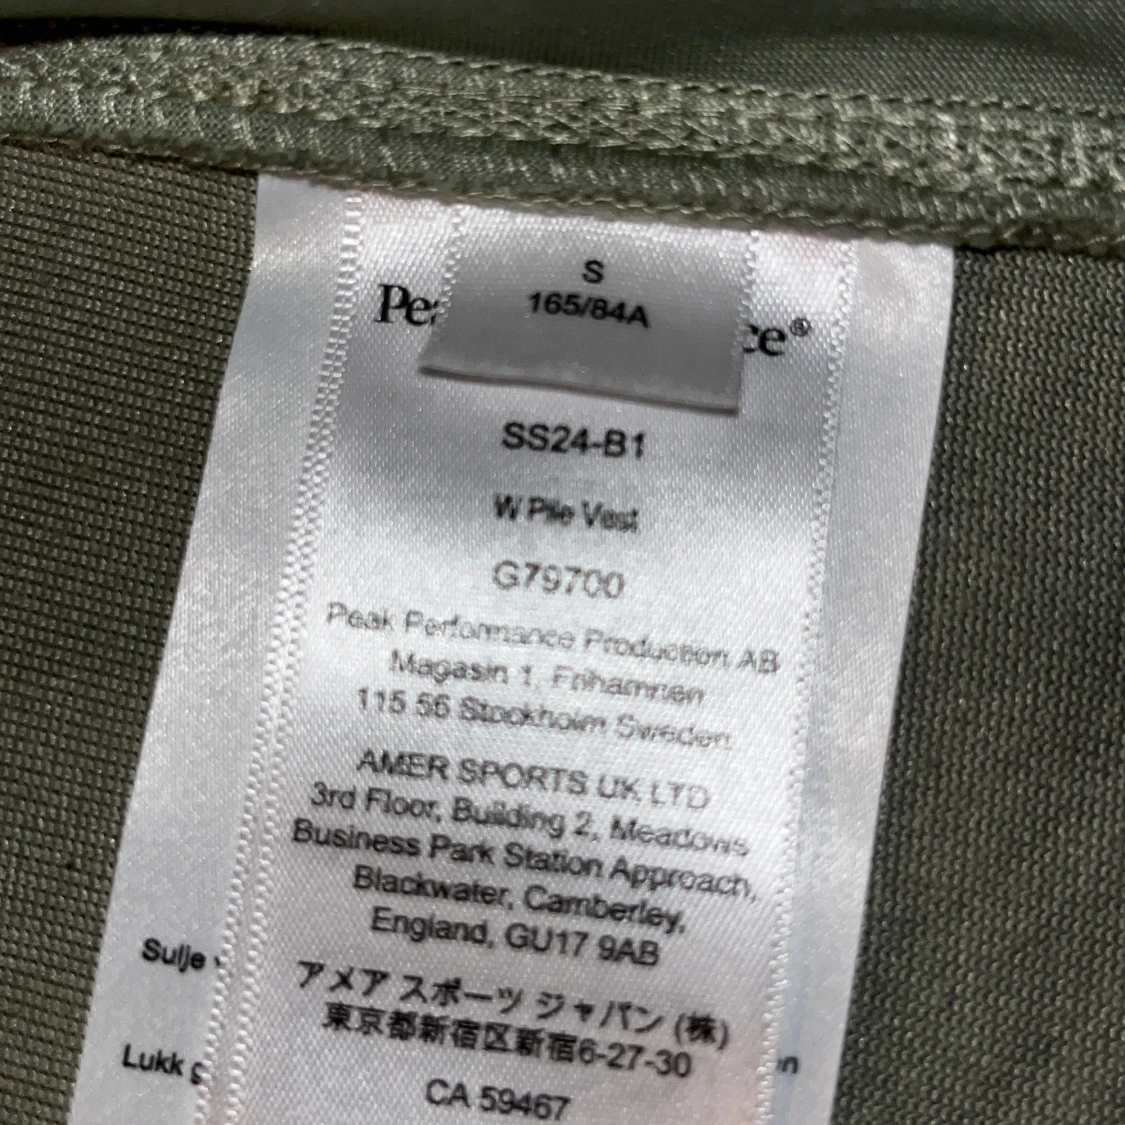 S
165/84A
Pe ce®
SS24-B1
W Pile Vest
G79700
Peak Performance Production AB
Magasin 1, Frihamnen
115 56 Stockholm Sweden
AMER SPORTS UK LTD
3rd Floor, Building 2, Meadows
Business Park Station Approach,
Blackwater, Camberley,
England, GU17 9AB
Sulje
アメア スポーツ ジャパン (株)
東京都新宿区新宿6-27-30
Lukk
CA 59467